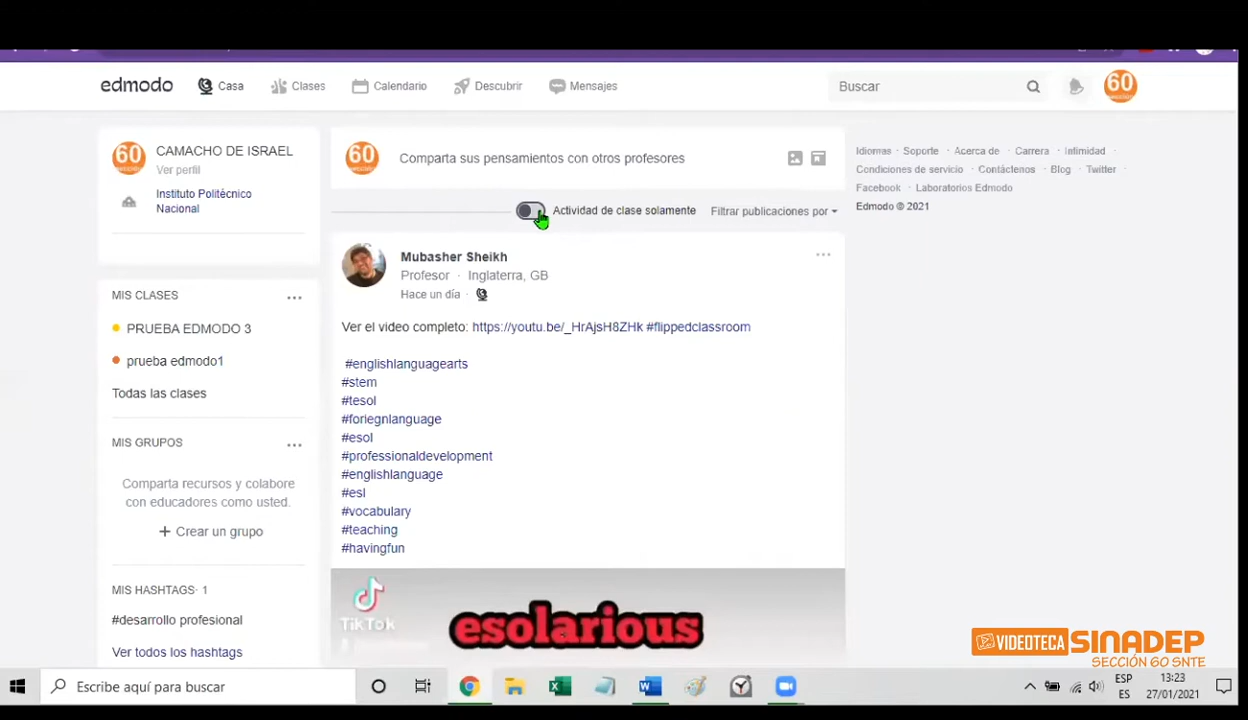 edmodo
Casa
Clases
Calendario
Descubrir
Mensajes
Buscar
60
60
CAMACHO DE ISRAEL
Ver perfil
Instituto Politécnico
Nacional
MIS CLASES
PRUEBA EDMODO 3
prueba edmodo1
Todas las clases
MIS GRUPOS
Comparta recursos y colabore
con educadores como usted.
+ Crear un grupo
MIS HASHTAGS· 1
#desarrollo profesional
Ver todos los hashtags
60
Comparta sus pensamientos con otros profesores
Actividad de clase solamente
Filtrar publicaciones por
Mubasher Sheikh
Profesor · Inglaterra, GB
Hace un día ·
Ver el video completo: https://youtu.be/_HrAjsH8ZHk #flippedclassroom
#englishlanguagearts
#stem
#tesol
#foriegnlanguage
#esol
#professionaldevelopment
#englishlanguage
#esl
#vocabulary
#teaching
#havingfun
TikTok
esolarious
Idiomas Soporte Acerca de Carrera Intimidad
Condiciones de servicio Contáctenos Blog Twitter
Facebook Laboratorios Edmodo
Edmodo © 2021
VIDEOTECA SINADEP
SECCIÓN 60 SNTE
Escribe aquí para buscar
ESP
ES
13:23
27/01/2021